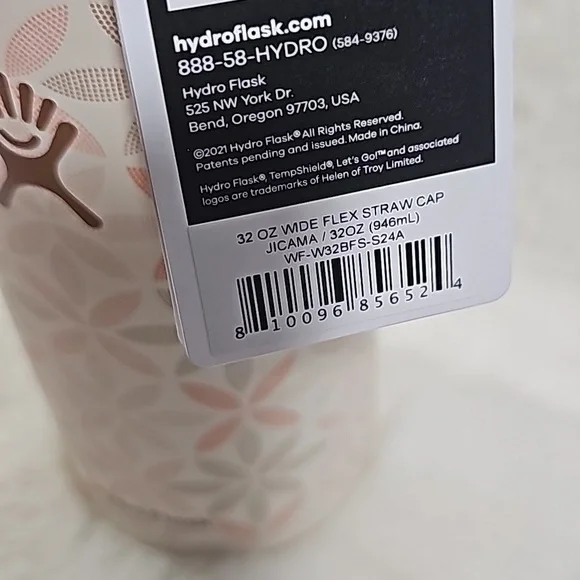 hydroflask.com
888-58-HYDRO (584-9376)
Hydro Flask
525 NW York Dr.
Bend, Oregon 97703, USA
©2021 Hydro Flask® All Rights Reserved.
Patents pending and issued. Made in China.
Hydro Flask®, TempShield®, Let's Go!™ and associated
logos are trademarks of Helen of Troy Limited.
32 OZ WIDE FLEX STRAW CAP
JICAMA / 32OZ (946mL)
WF-W32BFS-S24A
8 10096 85652 4